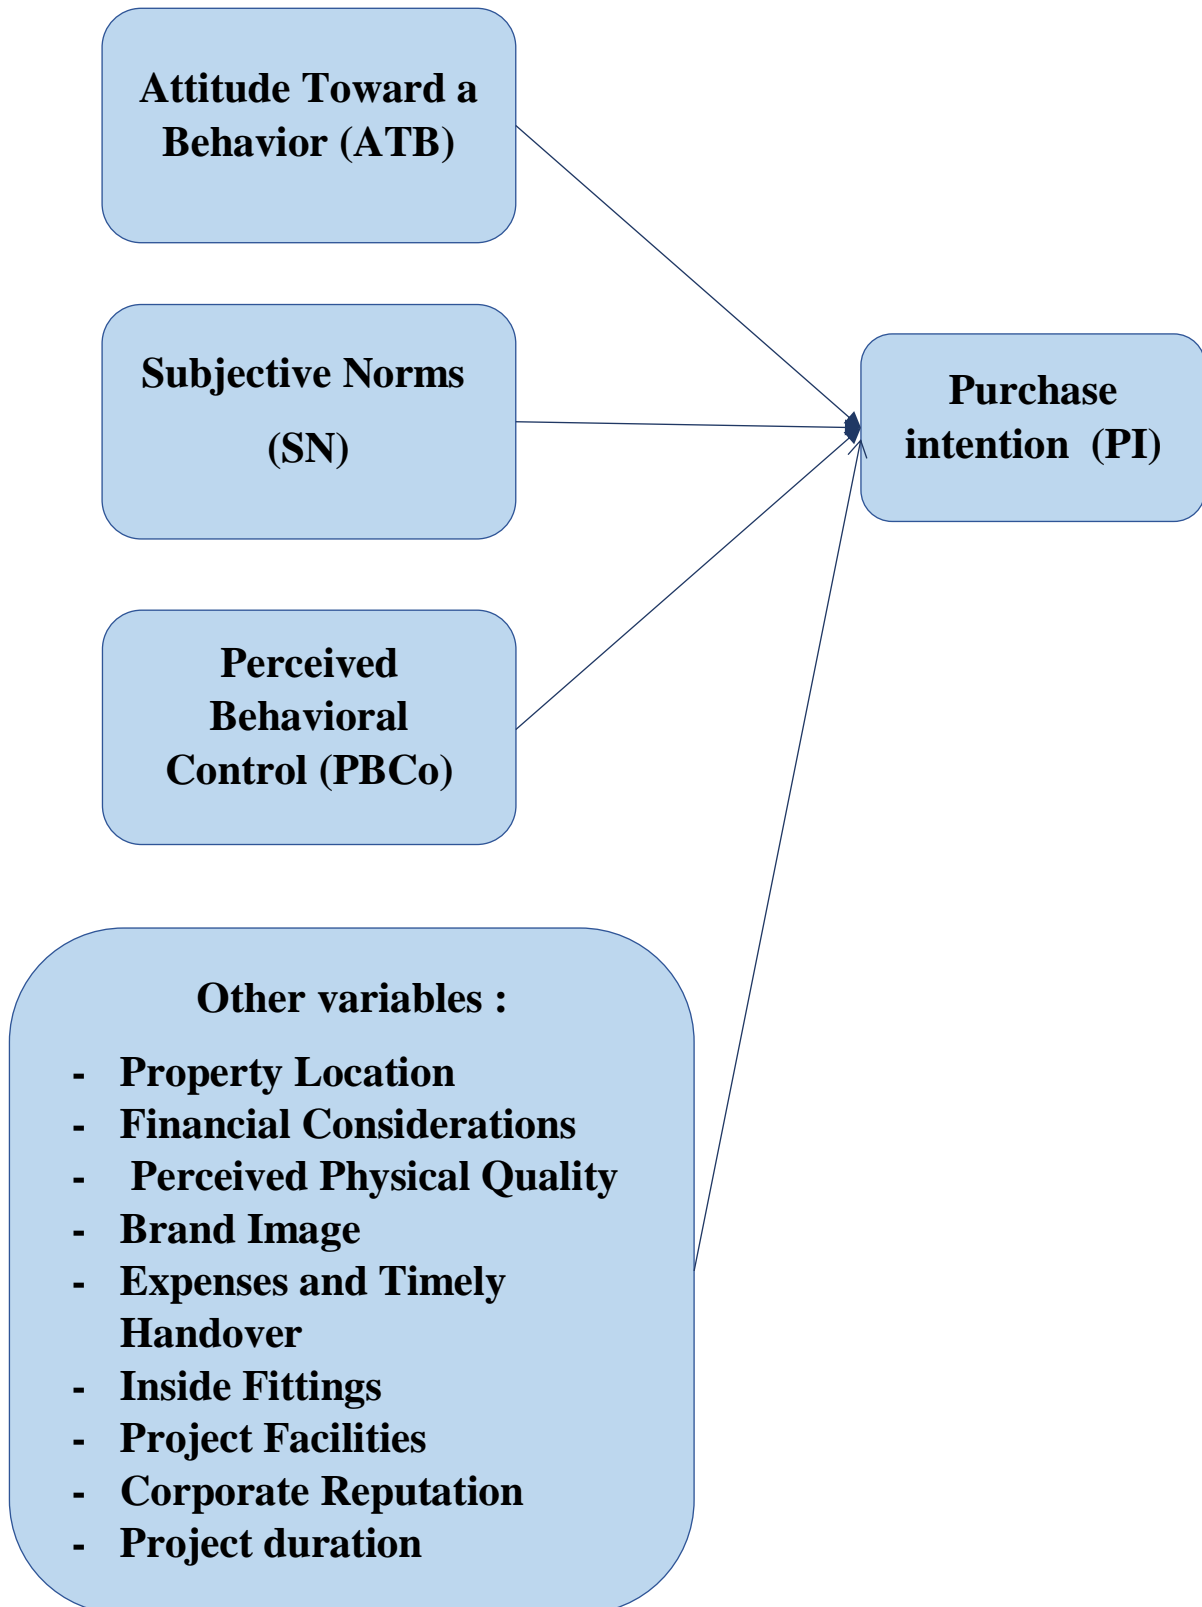 Attitude Toward a
Behavior (ATB)
Subjective Norms
(SN)
Perceived
Behavioral
Control (PBCo)
Purchase
intention  (PI)
Other variables :
- Property Location
- Financial Considerations
- Perceived Physical Quality
- Brand Image
- Expenses and Timely
Handover
- Inside Fittings
- Project Facilities
- Corporate Reputation
- Project duration